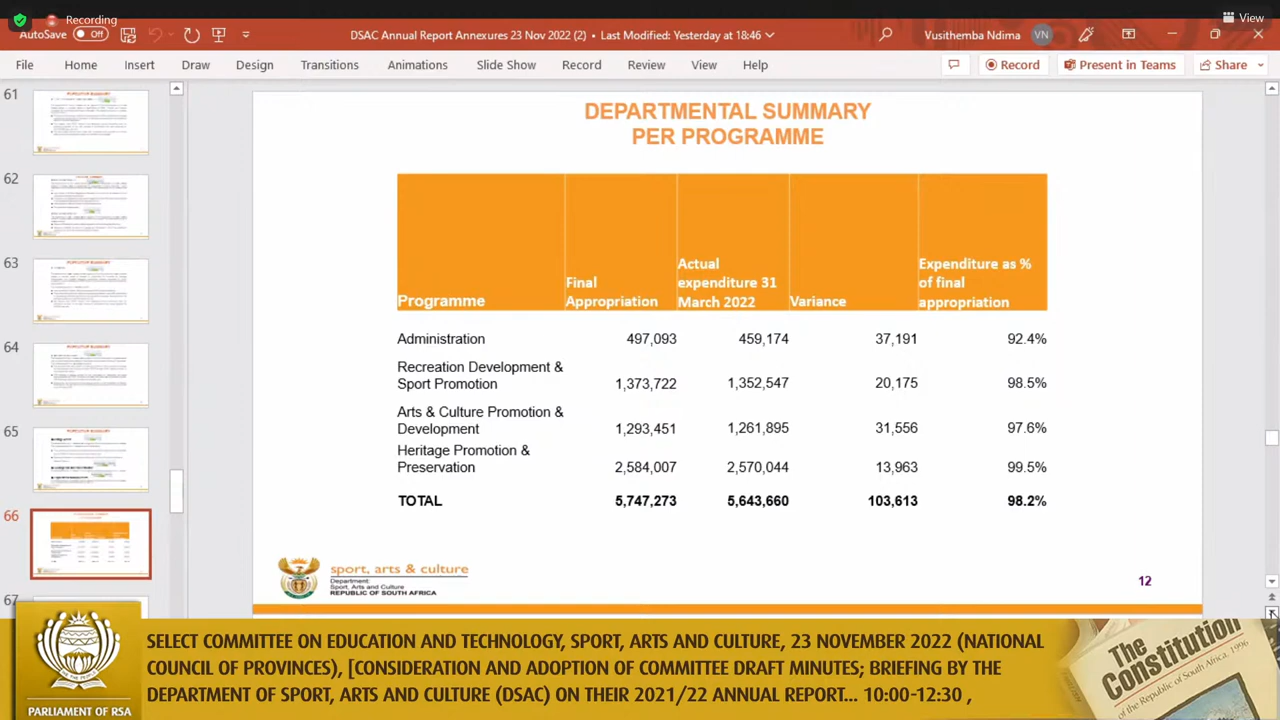 Recording
View
AutoSave Off
DSAC Annual Report Annexures 23 Nov 2022 (2) • Last Modified: Yesterday at 18:46
Vusithemba Ndima VN
File Home Insert Draw Design Transitions Animations Slide Show Record Review View Help
Record Present in Teams Share
61
62
63
64
65
66
67
DEPARTMENTAL SUMMARY
PER PROGRAMME
Programme Final Appropriation Actual expenditure 31 March 2022 Variance Expenditure as % of final appropriation
Administration 497,093 459,174 37,191 92.4%
Recreation Development &
Sport Promotion 1,373,722 1,352,547 20,175 98.5%
Arts & Culture Promotion &
Development 1,293,451 1,261,895 31,556 97.6%
Heritage Promotion &
Preservation 2,584,007 2,570,044 13,963 99.5%
TOTAL 5,747,273 5,643,660 103,613 98.2%
sport, arts & culture
Department:
Sport, Arts and Culture
REPUBLIC OF SOUTH AFRICA
12
SELECT COMMITTEE ON EDUCATION AND TECHNOLOGY, SPORT, ARTS AND CULTURE, 23 NOVEMBER 2022 (NATIONAL
COUNCIL OF PROVINCES), [CONSIDERATION AND ADOPTION OF COMMITTEE DRAFT MINUTES; BRIEFING BY THE
DEPARTMENT OF SPORT, ARTS AND CULTURE (DSAC) ON THEIR 2021/22 ANNUAL REPORT... 10:00-12:30 ,
PARLIAMENT OF RSA
The
Constitution
of the Republic of South Africa, 1996